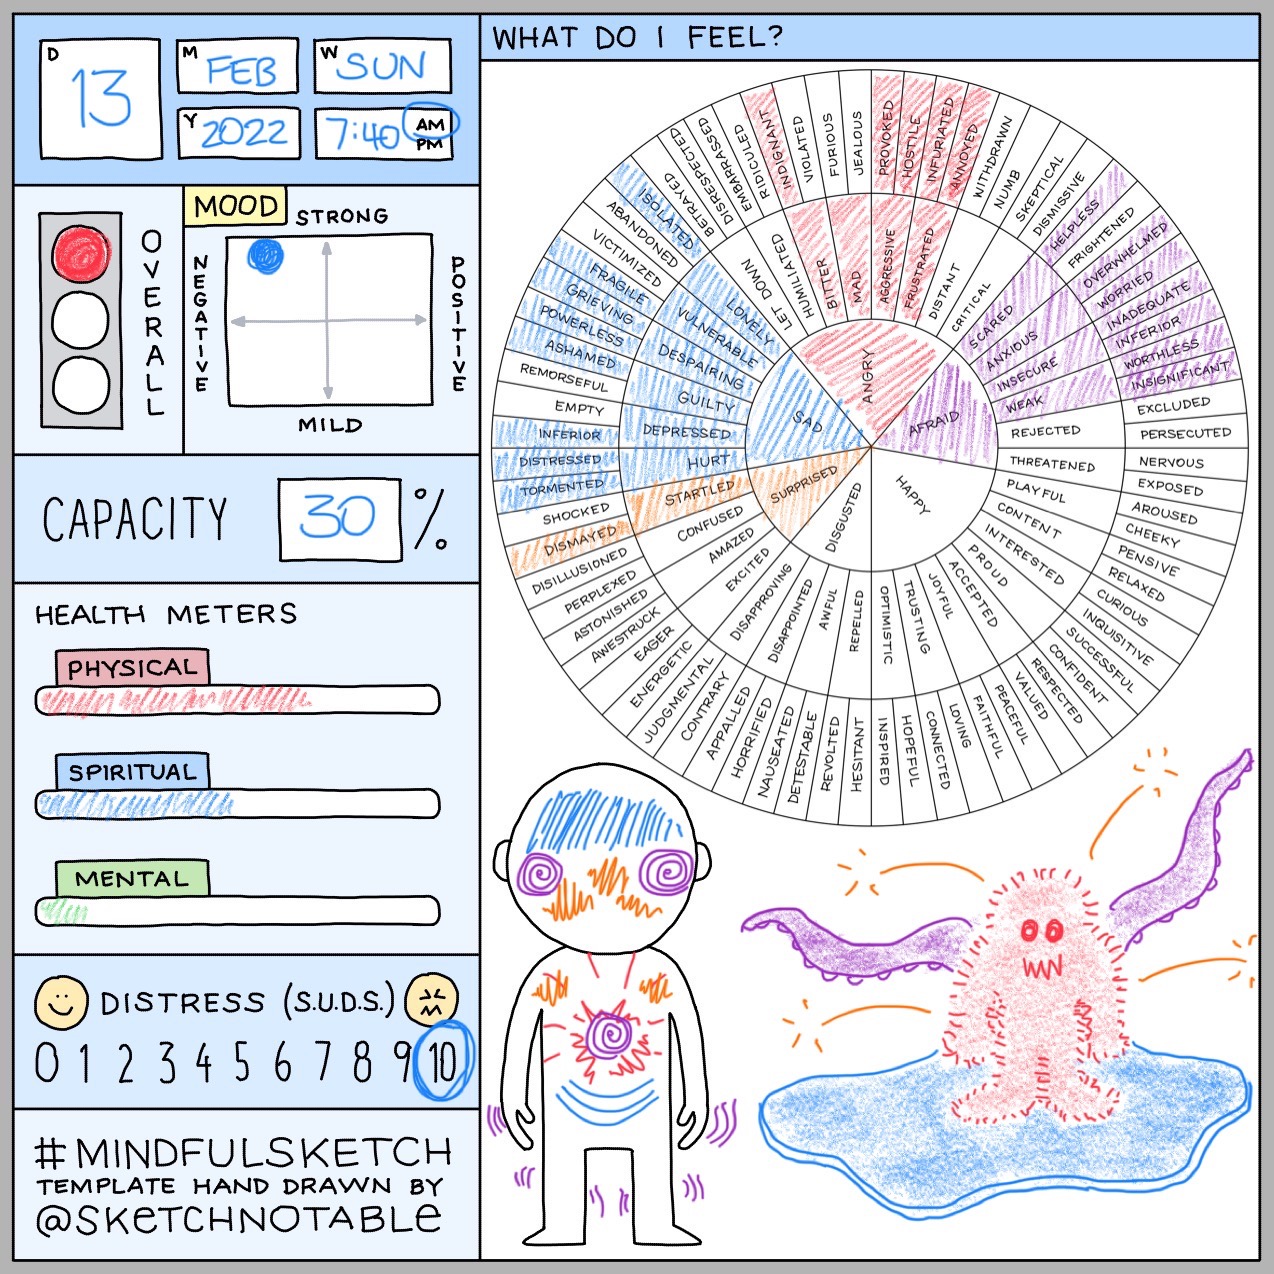 D 13
M FEB
W SUN
Y 2022
7:40 AM PM
MOOD
STRONG
NEGATIVE
POSITIVE
MILD
OVERALL
CAPACITY 30 %
HEALTH METERS
PHYSICAL
SPIRITUAL
MENTAL
DISTRESS (S.U.D.S.)
0 1 2 3 4 5 6 7 8 9 10
#MINDFULSKETCH
TEMPLATE HAND DRAWN BY
@SKETCHNOTABLE
WHAT DO I FEEL?
ANGRY
AFRAID
HAPPY
DISGUSTED
SURPRISED
SAD
LET DOWN
HUMILIATED
BITTER
MAD
AGGRESSIVE
FRUSTRATED
DISTANT
CRITICAL
SCARED
ANXIOUS
INSECURE
WEAK
REJECTED
THREATENED
PLAYFUL
CONTENT
INTERESTED
PROUD
ACCEPTED
JOYFUL
TRUSTING
OPTIMISTIC
REPELLED
AWFUL
DISAPPOINTED
DISAPPROVING
EXCITED
AMAZED
CONFUSED
STARTLED
HURT
DEPRESSED
GUILTY
DESPAIRING
VULNERABLE
LONELY
BETRAYED
DISRESPECTED
EMBARRASSED
RIDICULED
INDIGNANT
VIOLATED
FURIOUS
JEALOUS
PROVOKED
HOSTILE
INFURIATED
ANNOYED
WITHDRAWN
NUMB
SKEPTICAL
DISMISSIVE
HELPLESS
FRIGHTENED
OVERWHELMED
WORRIED
INADEQUATE
INFERIOR
WORTHLESS
INSIGNIFICANT
EXCLUDED
PERSECUTED
NERVOUS
EXPOSED
AROUSED
CHEEKY
PENSIVE
RELAXED
CURIOUS
INQUISITIVE
SUCCESSFUL
CONFIDENT
RESPECTED
VALUED
PEACEFUL
FAITHFUL
LOVING
CONNECTED
HOPEFUL
INSPIRED
HESITANT
REVOLTED
DETESTABLE
NAUSEATED
HORRIFIED
APPALLED
CONTRARY
JUDGMENTAL
ENERGETIC
EAGER
AWESTRUCK
ASTONISHED
PERPLEXED
DISILLUSIONED
DISMAYED
SHOCKED
TORMENTED
DISTRESSED
INFERIOR
EMPTY
REMORSEFUL
ASHAMED
POWERLESS
GRIEVING
FRAGILE
VICTIMIZED
ABANDONED
ISOLATED